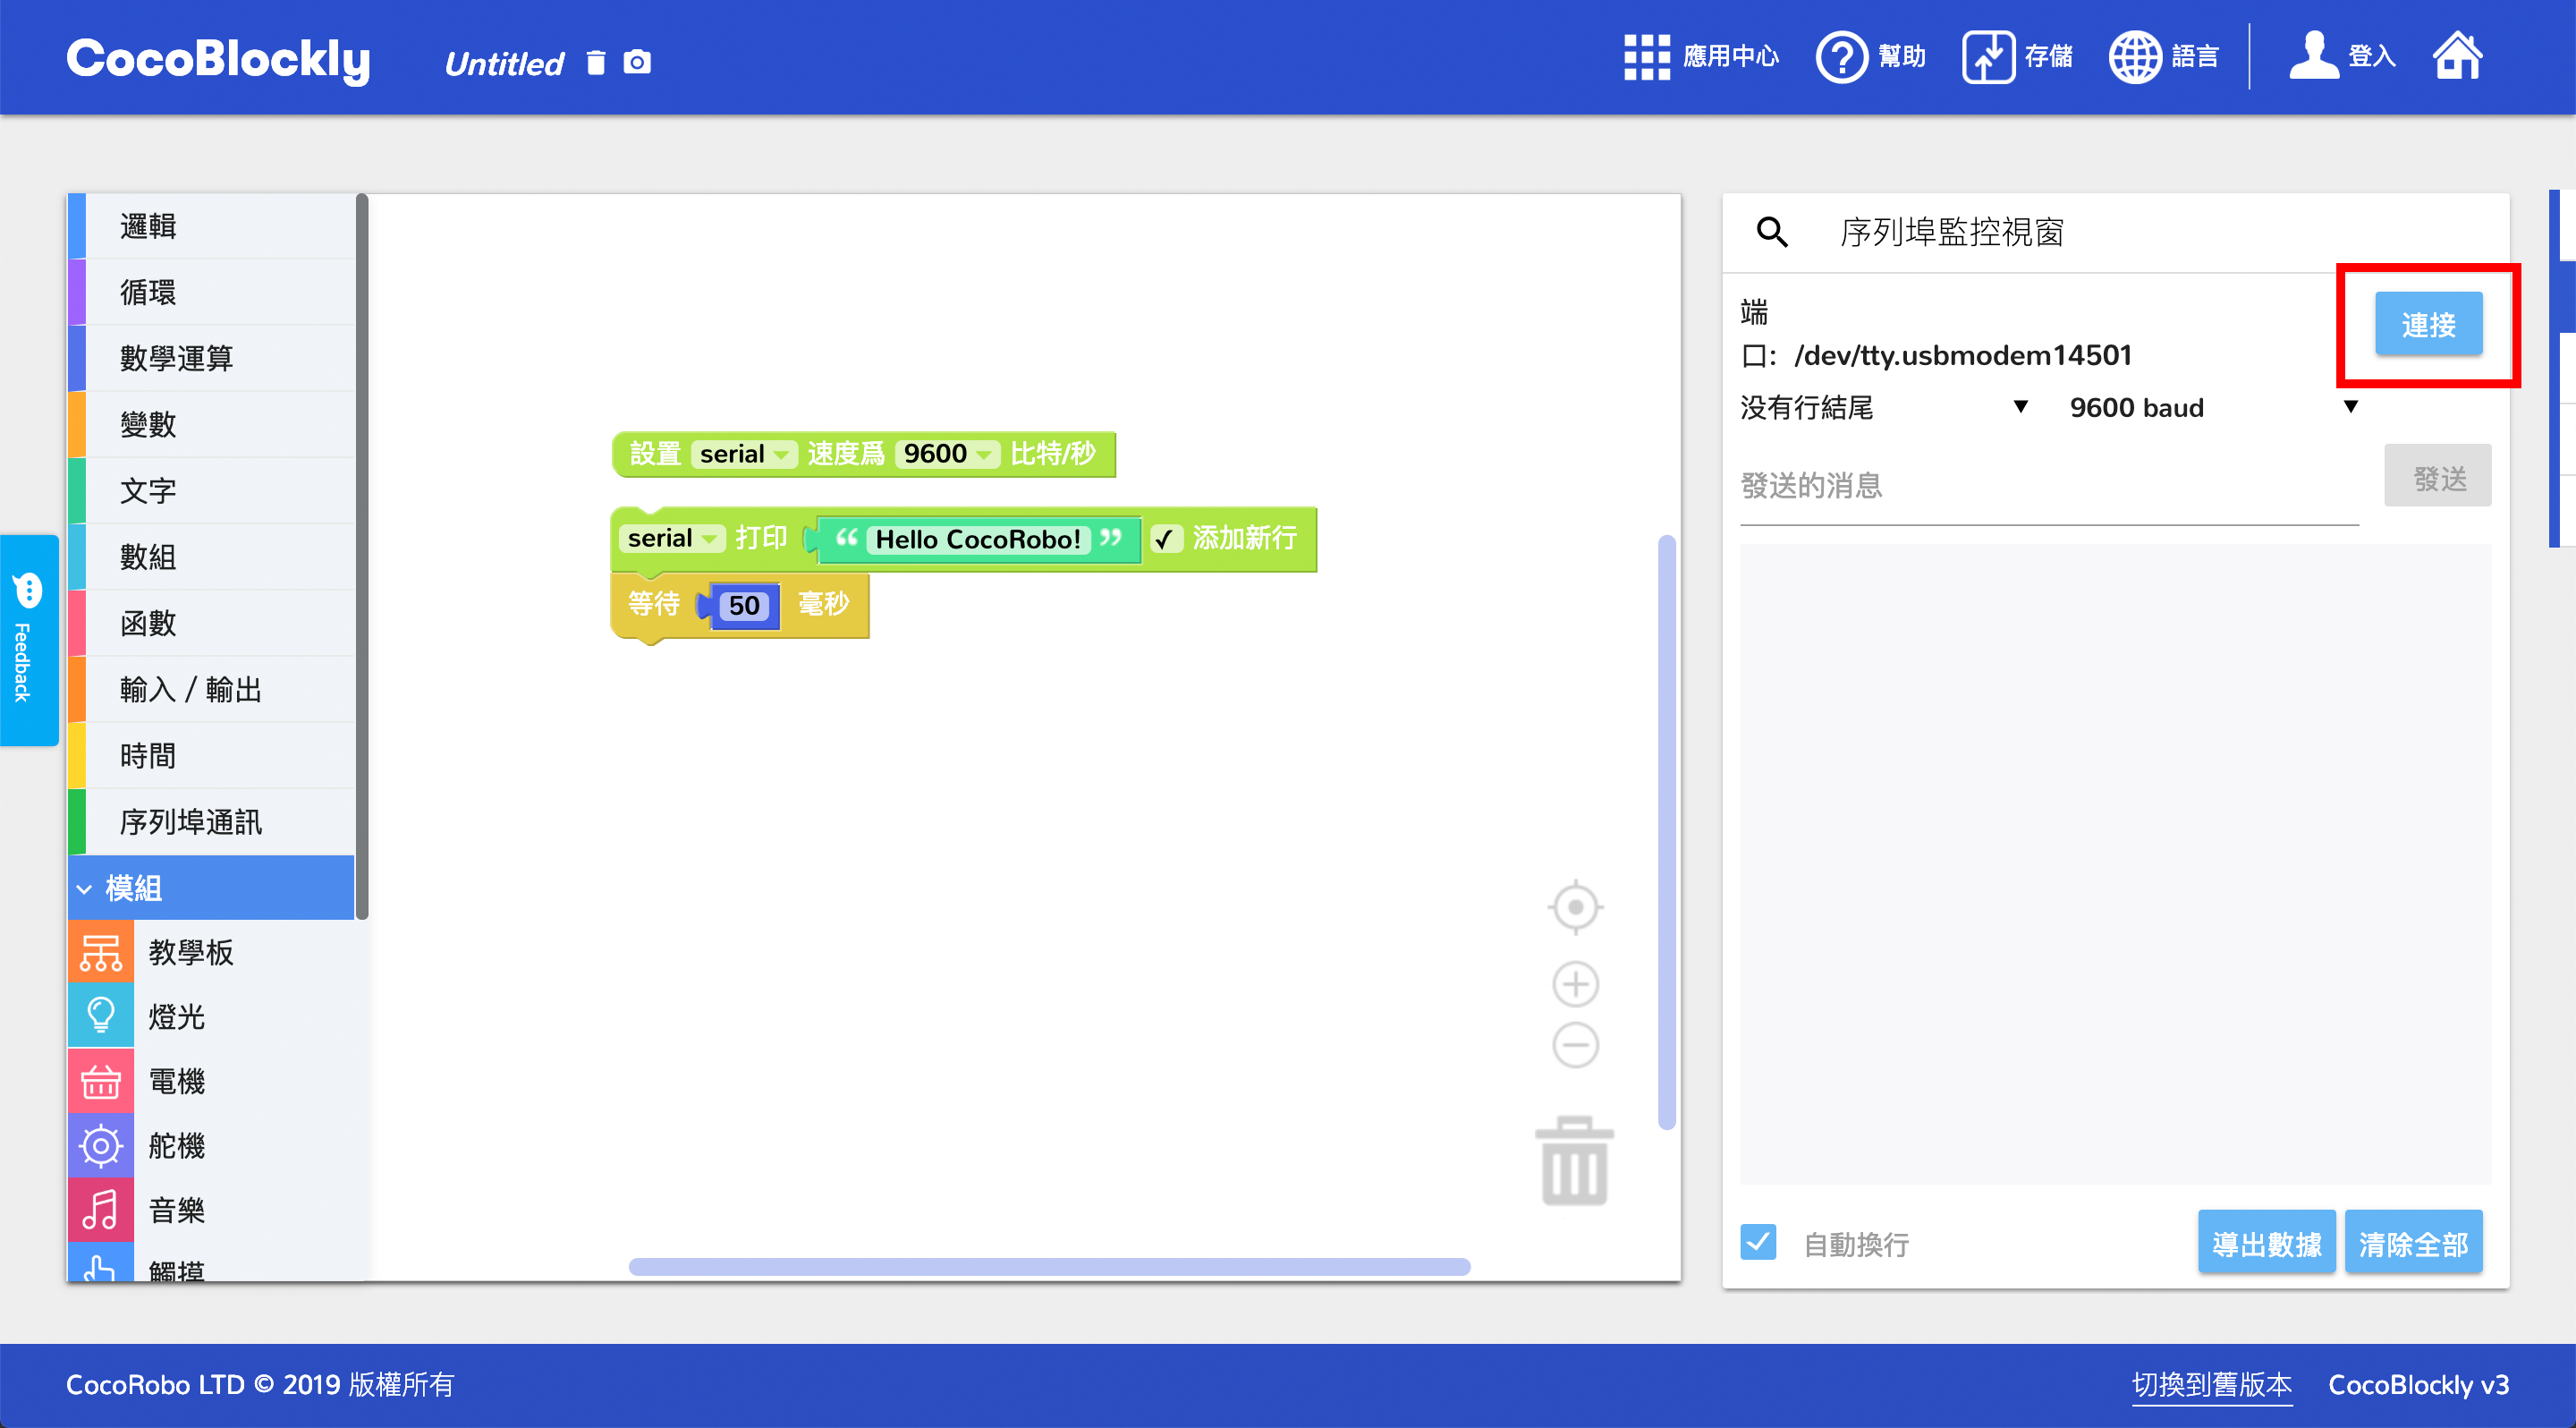 CocoBlockly
Untitled
應用中心
幫助
存儲
語言
登入
邏輯
循環
數學運算
變數
文字
數組
函數
輸入 / 輸出
時間
序列埠通訊
模組
教學板
燈光
電機
舵機
音樂
觸摸
Feedback
設置 serial 速度爲 9600 比特/秒
serial 打印 “ Hello CocoRobo! ” ✓ 添加新行
等待 50 毫秒
序列埠監控視窗
端
口：/dev/tty.usbmodem14501
連接
没有行結尾 9600 baud
發送的消息
發送
自動換行
導出數據
清除全部
CocoRobo LTD © 2019 版權所有
切換到舊版本
CocoBlockly v3